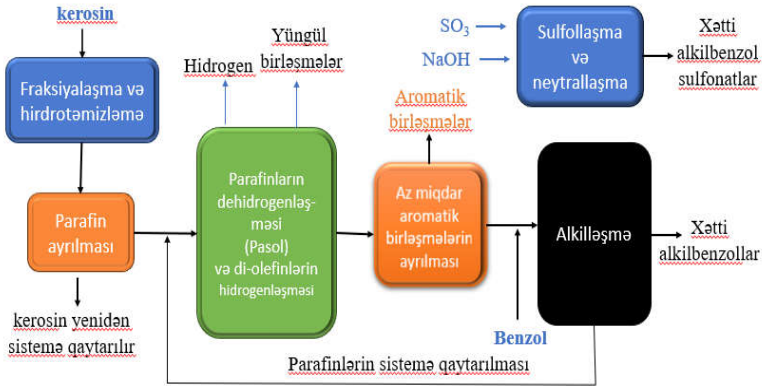 kerosin
Fraksiyalaşma və
hirdrotəmizləmə
Parafin
ayrılması
kerosin yenidən
sistemə qaytarılır
Hidrogen
Yüngül
birləşmələr
Parafinların
dehidrogenləş-
məsi
(Pasol)
və di-olefinlərin
hidrogenləşməsi
Aromatik
birləşmələr
Az miqdar
aromatik
birləşmələrin
ayrılması
SO₃
NaOH
Sulfollaşma
və
neytrallaşma
Xətti
alkilbenzol
sulfonatlar
Alkilləşmə
Xətti
alkilbenzollar
Benzol
Parafinlərin sistemə qaytarılması